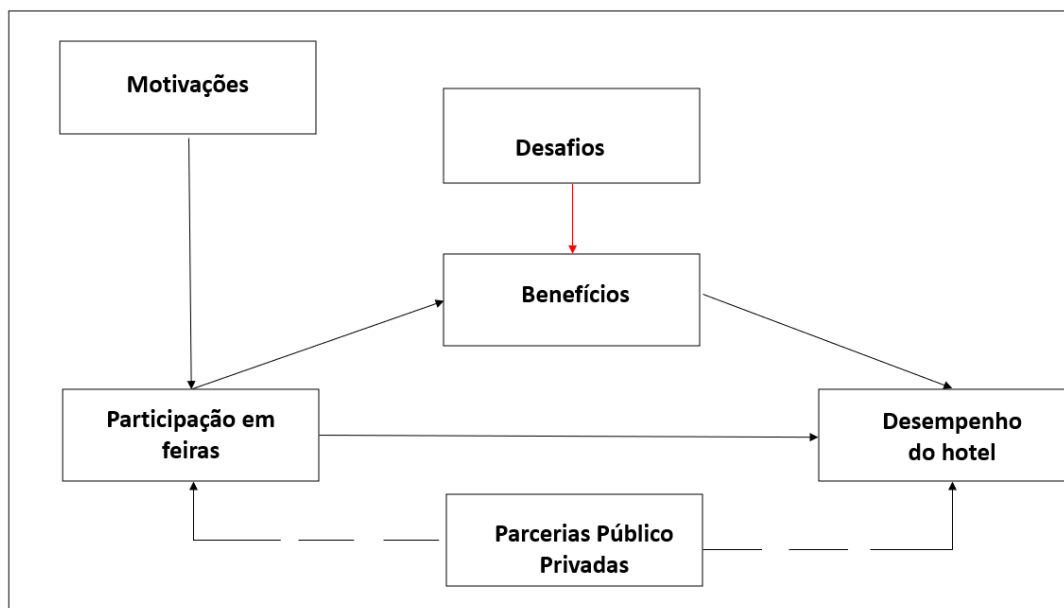 Motivações
Desafios
Benefícios
Participação em
feiras
Desempenho
do hotel
Parcerias Público
Privadas